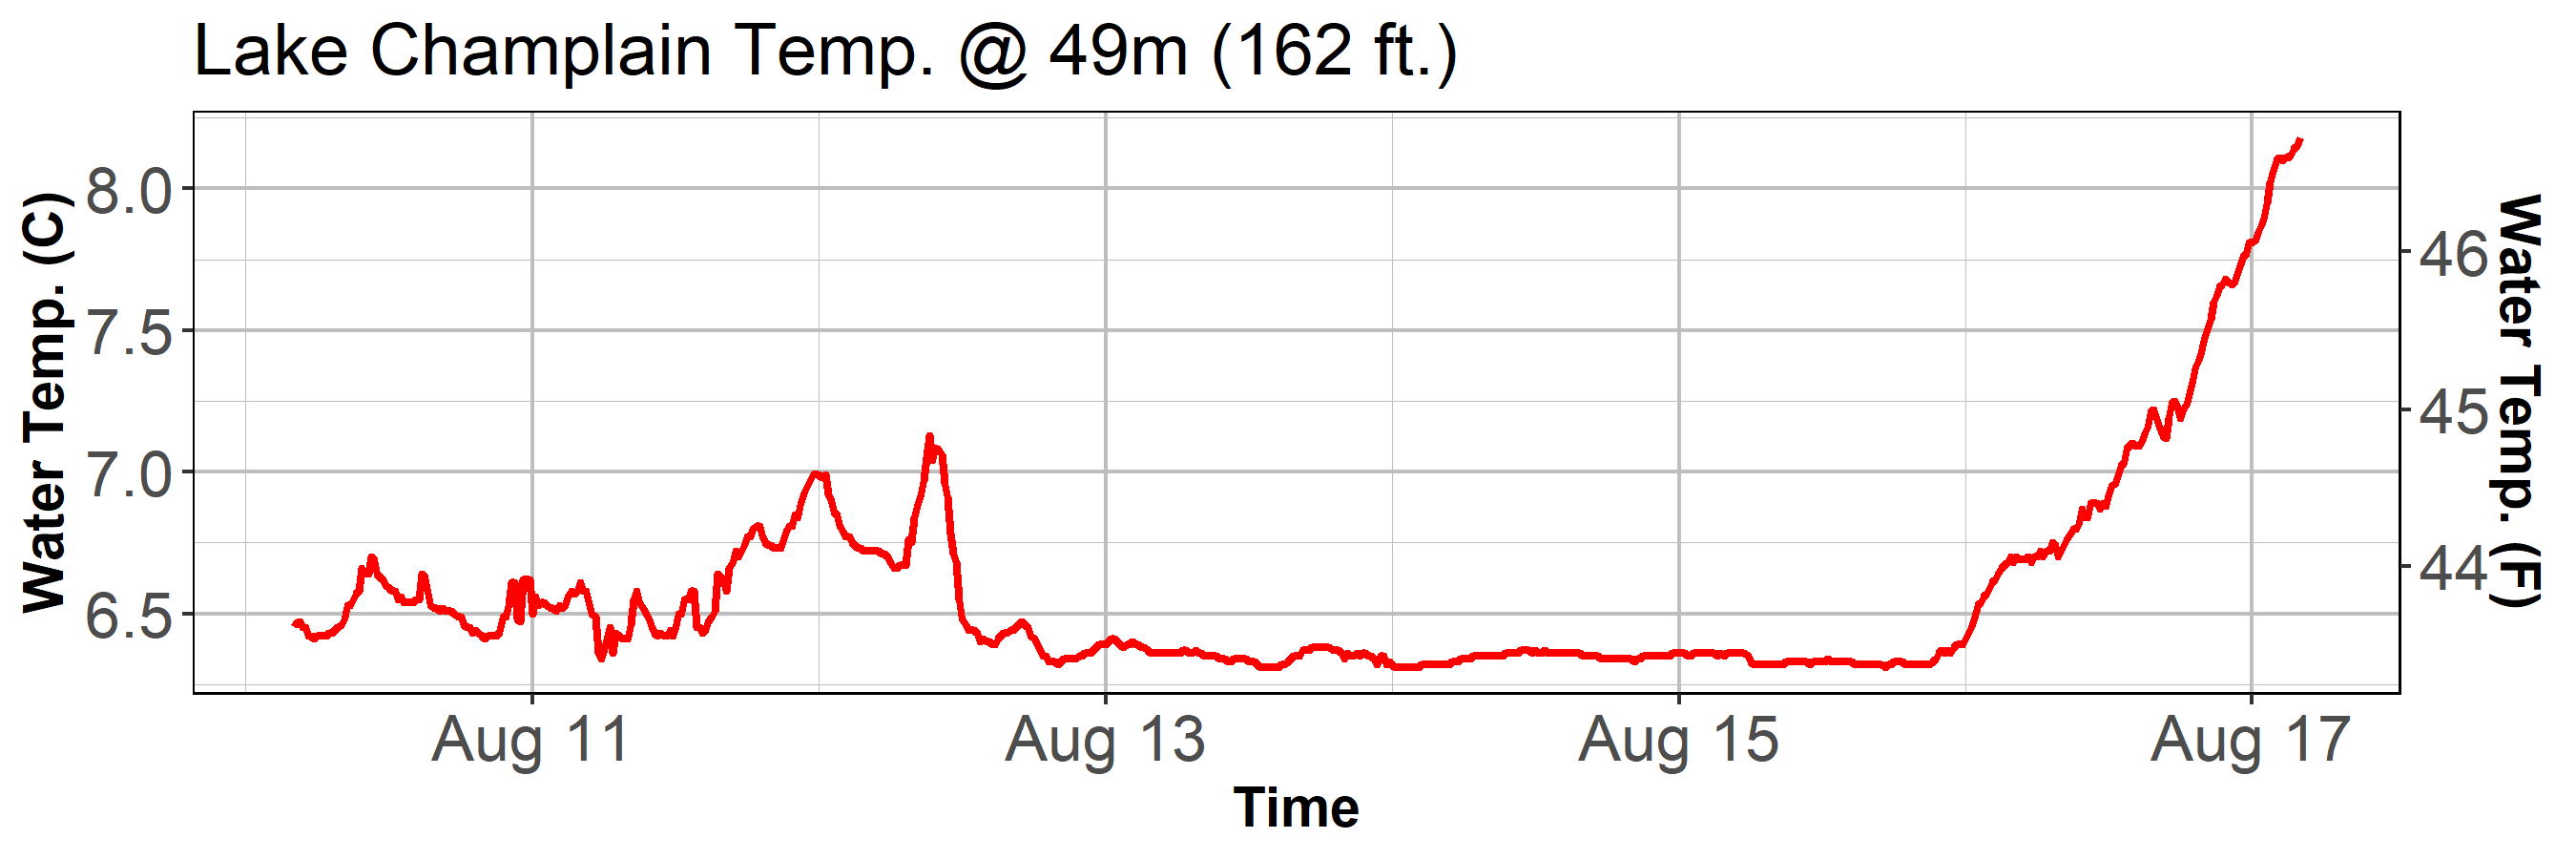 Lake Champlain Temp. @ 49m (162 ft.)
Water Temp. (C)
8.0
7.5
7.0
6.5
46
45
44
Water Temp. (F)
Aug 11 Aug 13 Aug 15 Aug 17
Time